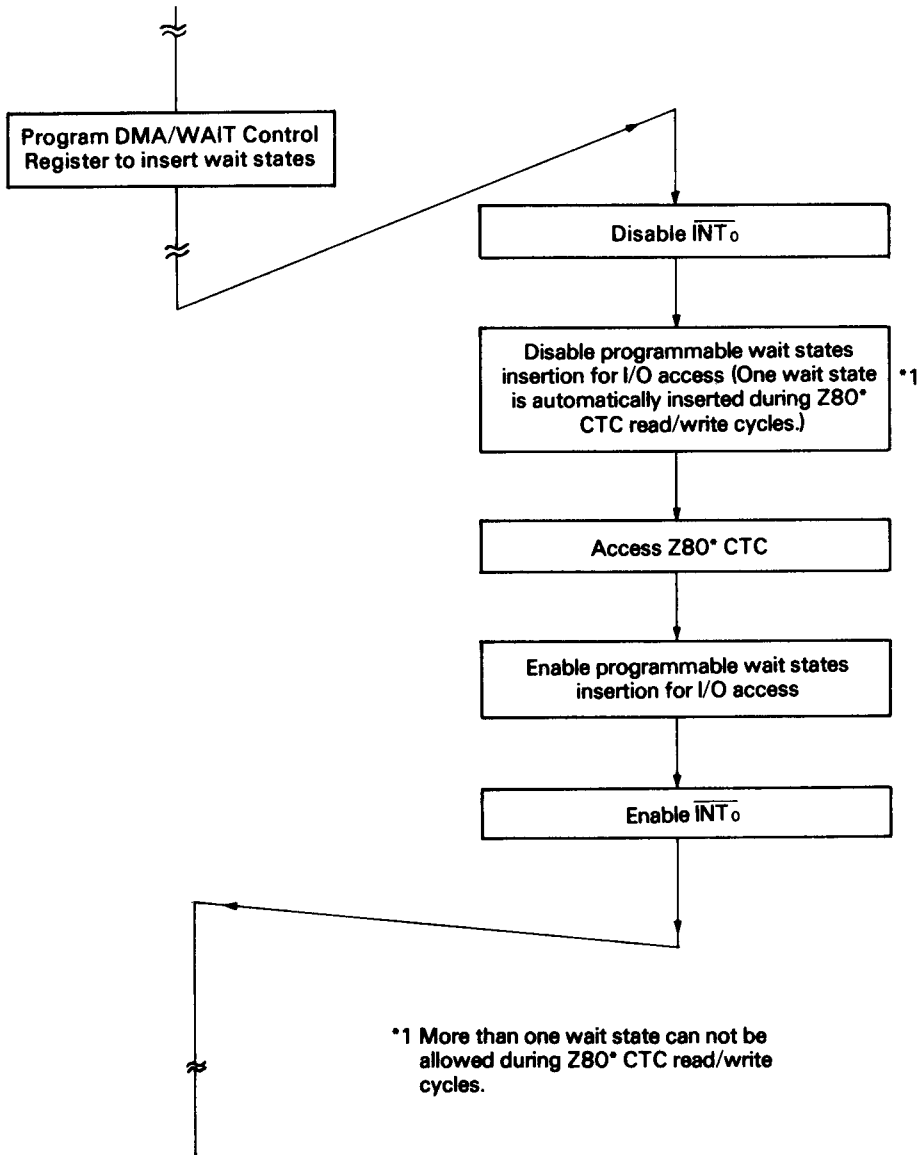 Program DMA/WAIT Control
Register to insert wait states
Disable I̅N̅T̅₀
Disable programmable wait states
insertion for I/O access (One wait state
is automatically inserted during Z80*
CTC read/write cycles.)
*1
Access Z80* CTC
Enable programmable wait states
insertion for I/O access
Enable I̅N̅T̅₀
*1 More than one wait state can not be
allowed during Z80* CTC read/write
cycles.